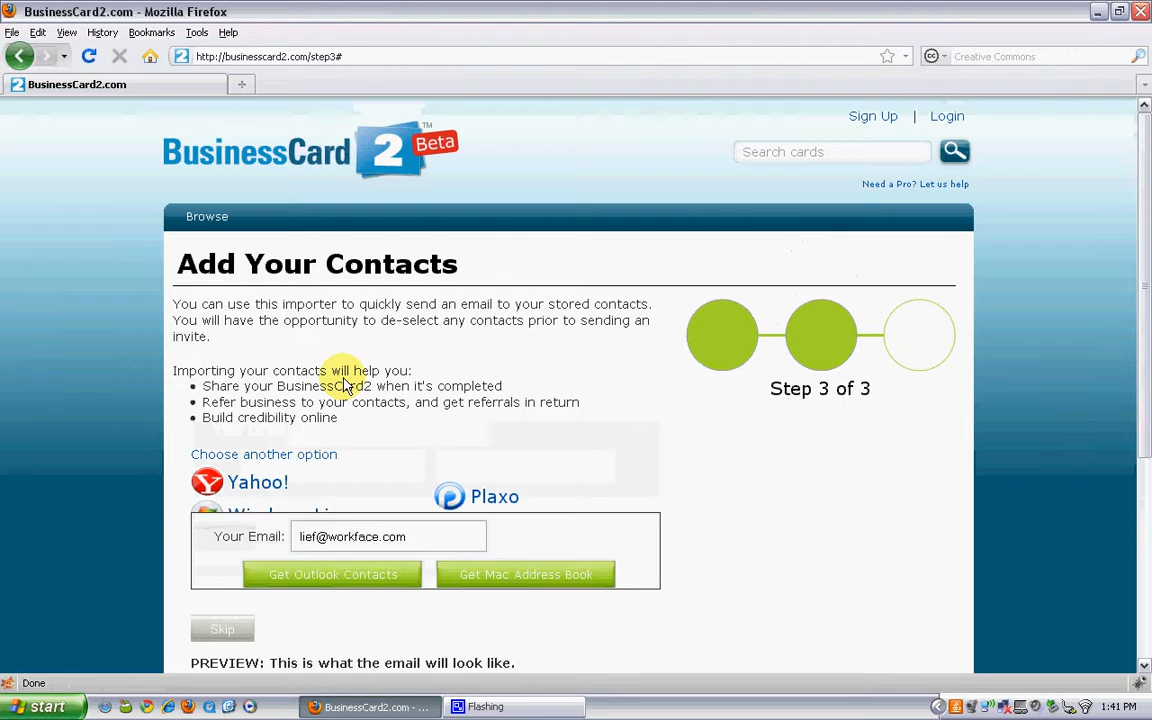 BusinessCard2.com - Mozilla Firefox
File Edit View History Bookmarks Tools Help
http://businesscard2.com/step3#
Creative Commons
BusinessCard2.com
Sign Up | Login
BusinessCard 2 ™ Beta
Search cards
Need a Pro? Let us help
Browse
Add Your Contacts
You can use this importer to quickly send an email to your stored contacts.
You will have the opportunity to de-select any contacts prior to sending an
invite.
Importing your contacts will help you:
Share your BusinessCard2 when it's completed
Refer business to your contacts, and get referrals in return
Build credibility online
Step 3 of 3
Choose another option
Yahoo!
Plaxo
Your Email: lief@workface.com
Get Outlook Contacts
Get Mac Address Book
Skip
PREVIEW: This is what the email will look like.
Done
start
BusinessCard2.com - ...
Flashing
1:41 PM